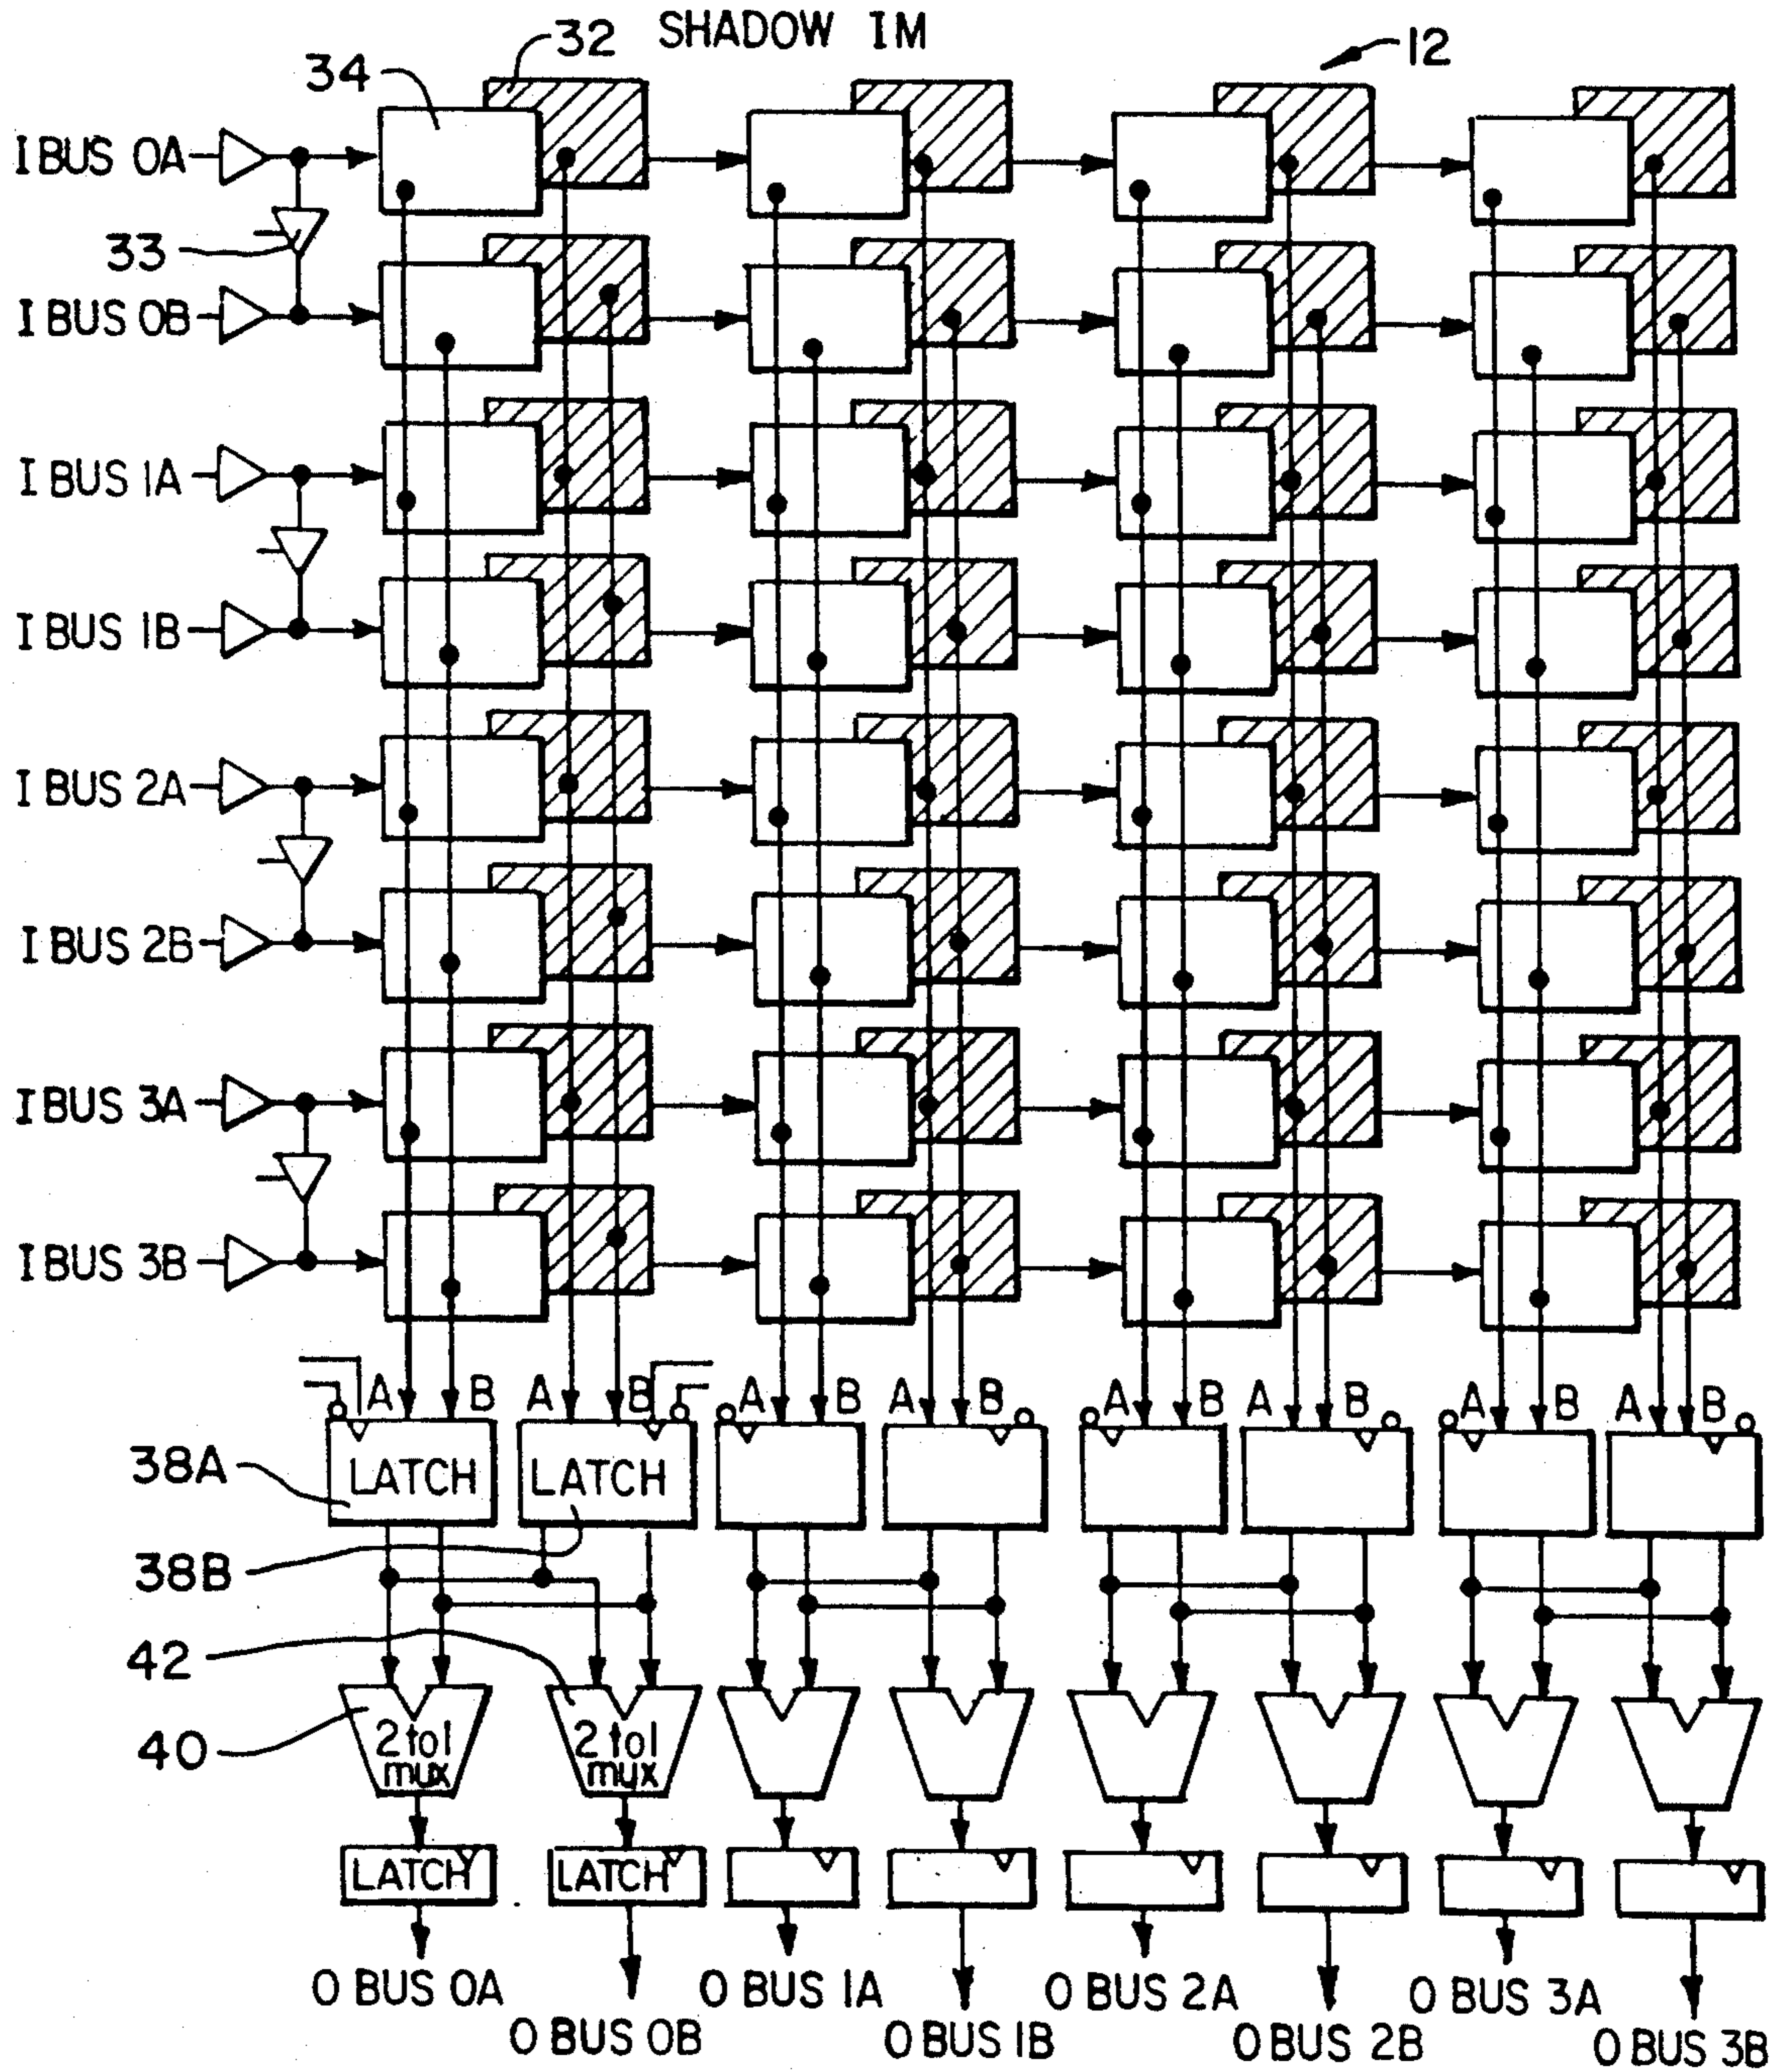 32 SHADOW IM
12
34
I BUS 0A
33
I BUS 0B
I BUS 1A
I BUS 1B
I BUS 2A
I BUS 2B
I BUS 3A
I BUS 3B
A B A B A B A B A B A B A B A B
38A LATCH LATCH
38B
42
40 2 to 1 mux 2 to 1 mux
LATCH LATCH
O BUS 0A O BUS 1A O BUS 2A O BUS 3A
O BUS 0B O BUS 1B O BUS 2B O BUS 3B